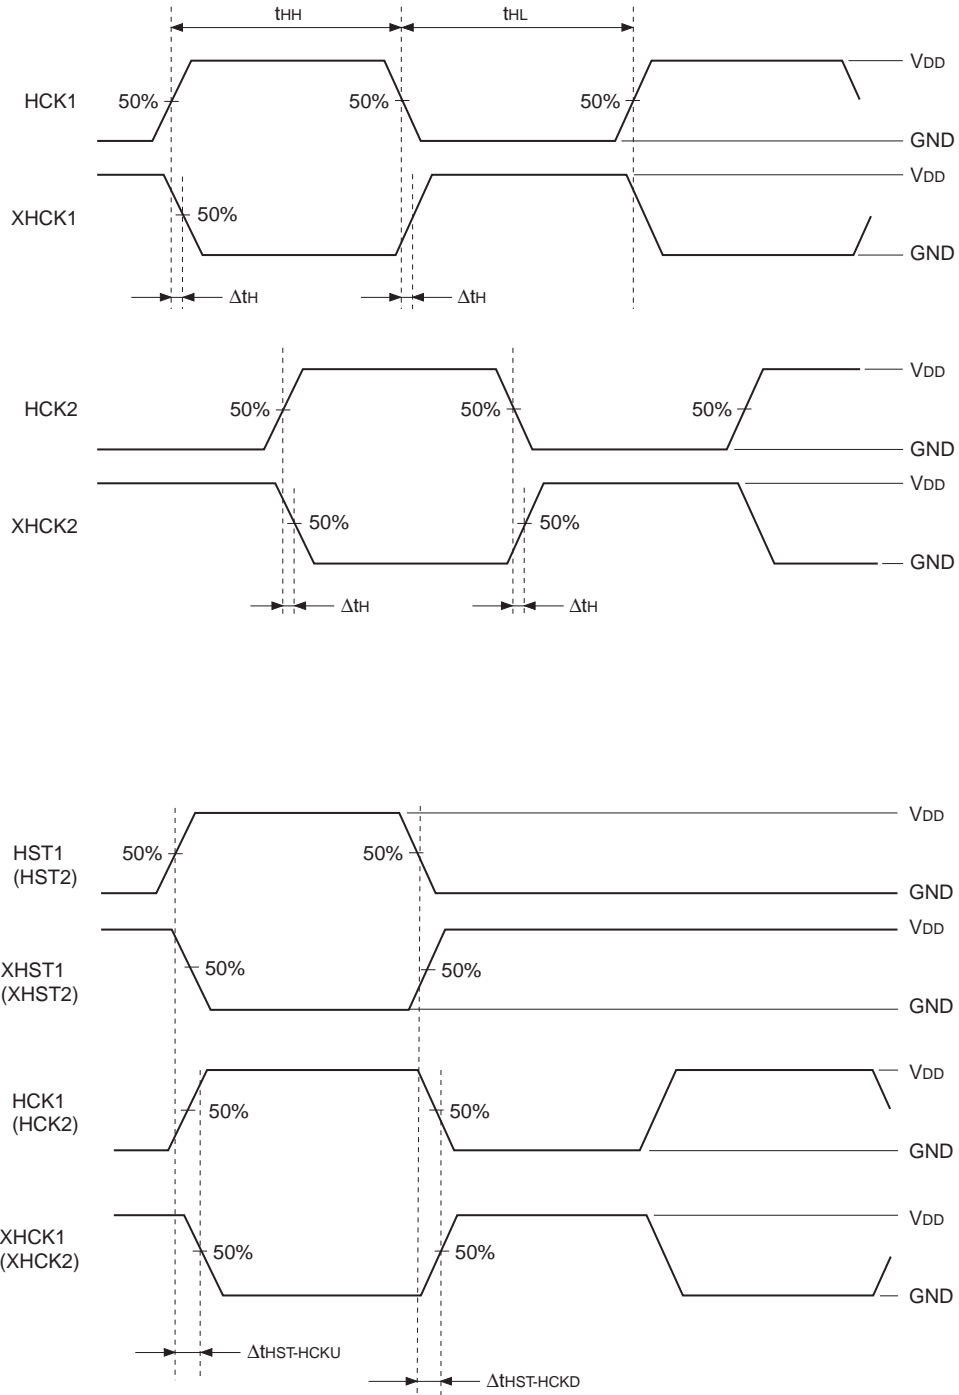 tHH tHL
VDD
HCK1 50% 50% 50%
GND
VDD
XHCK1 50%
GND
ΔtH ΔtH
VDD
HCK2 50% 50% 50%
GND
VDD
XHCK2 50% 50%
GND
ΔtH ΔtH
VDD
HST1 50% 50%
(HST2)
GND
VDD
XHST1 50% 50%
(XHST2)
GND
VDD
HCK1 50% 50%
(HCK2)
GND
VDD
XHCK1 50% 50%
(XHCK2)
GND
ΔtHST-HCKU
ΔtHST-HCKD